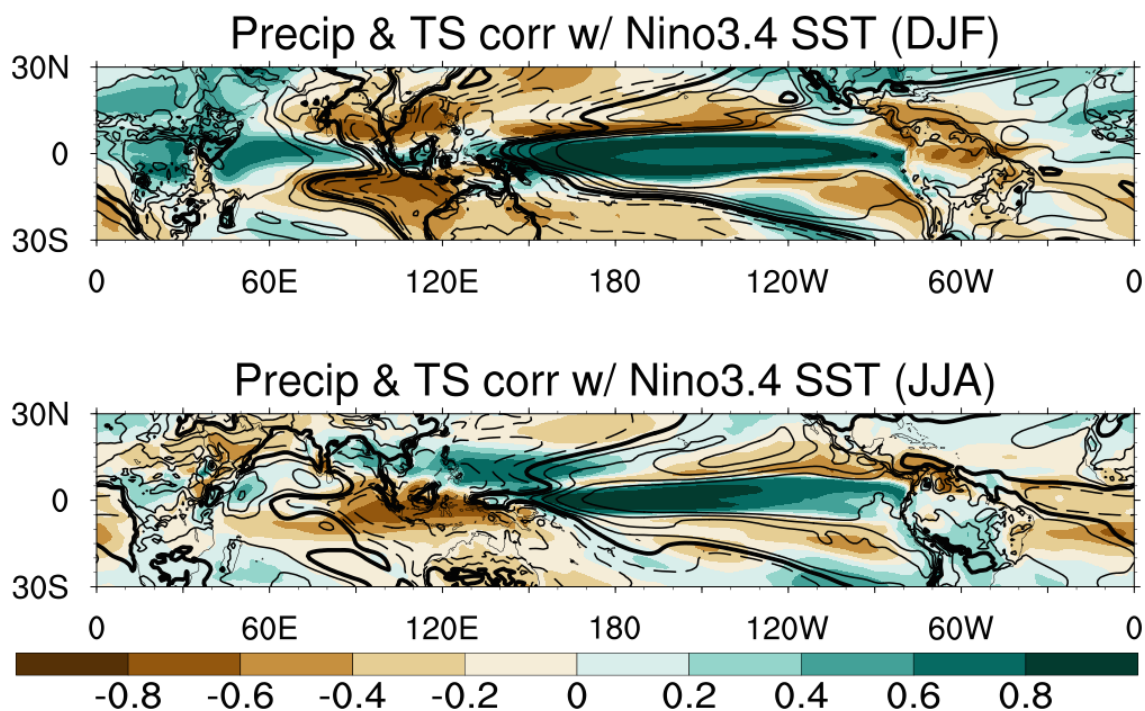 Precip & TS corr w/ Nino3.4 SST (DJF)
30N
0
30S
0 60E 120E 180 120W 60W 0
Precip & TS corr w/ Nino3.4 SST (JJA)
30N
0
30S
0 60E 120E 180 120W 60W 0
-0.8 -0.6 -0.4 -0.2 0 0.2 0.4 0.6 0.8